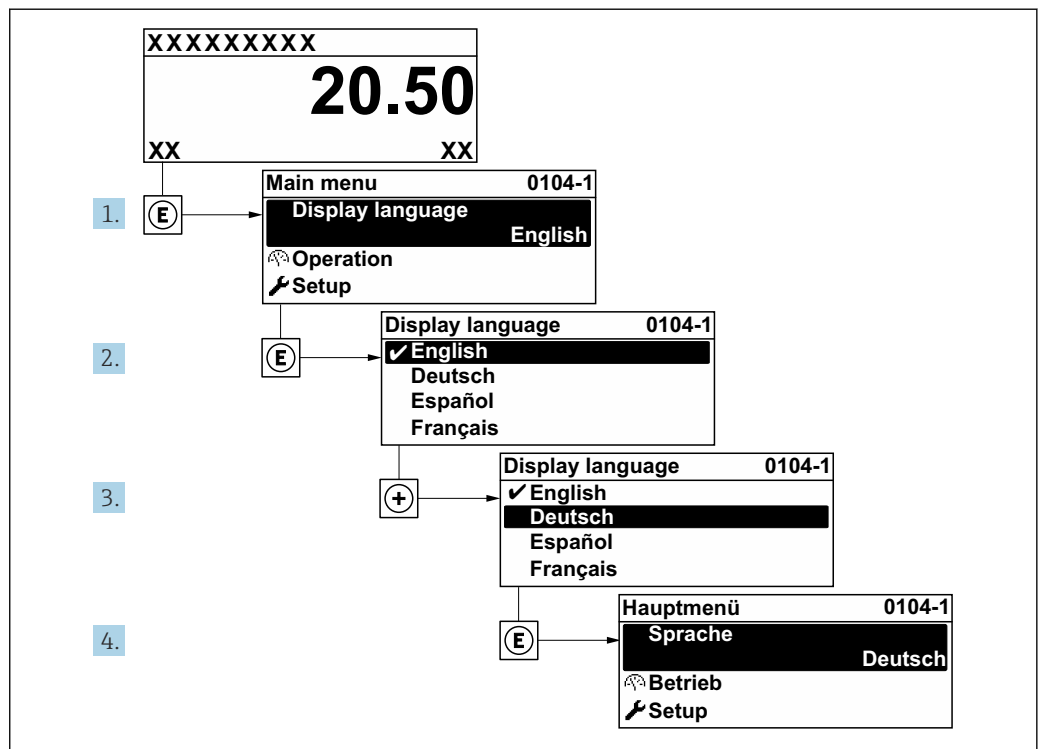 XXXXXXXXX
20.50
XX XX
1. E
Main menu 0104-1
Display language
English
Operation
Setup
2. E
Display language 0104-1
✔English
Deutsch
Español
Français
3. +
Display language 0104-1
✔English
Deutsch
Español
Français
4. E
Hauptmenü 0104-1
Sprache
Deutsch
Betrieb
Setup